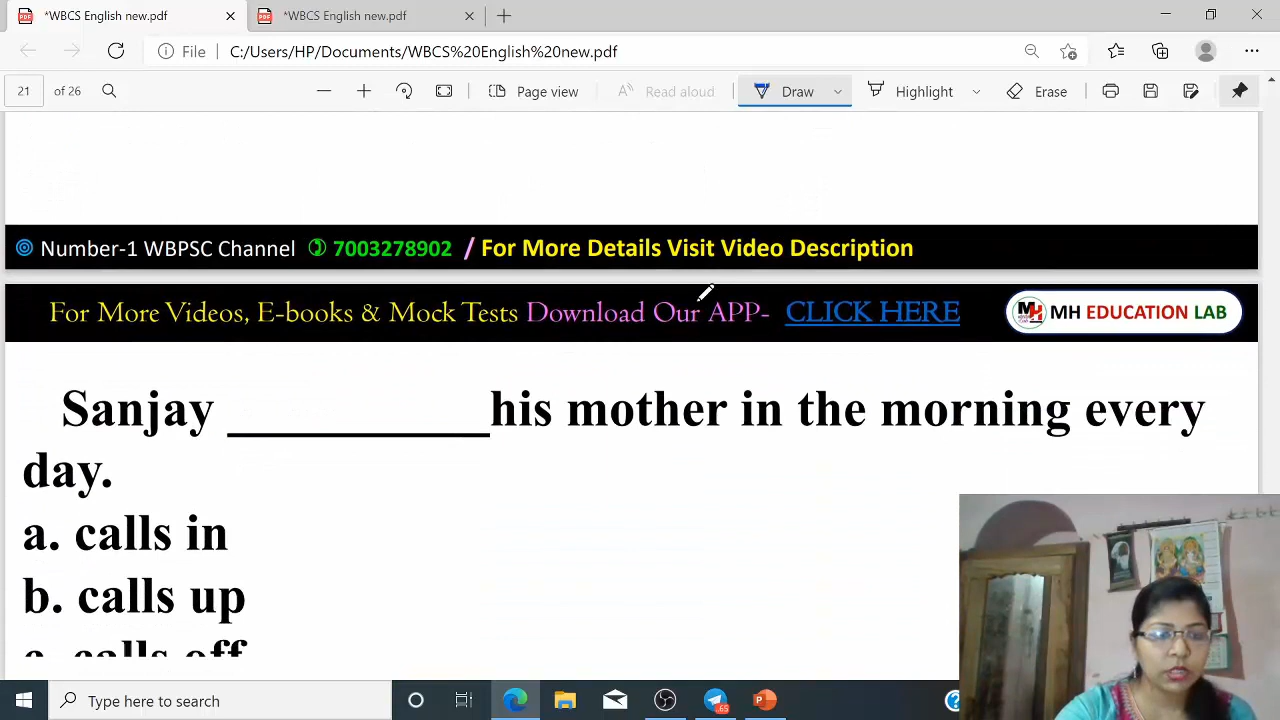 *WBCS English new.pdf
*WBCS English new.pdf
File
C:/Users/HP/Documents/WBCS%20English%20new.pdf
21 of 26
Page view
Read aloud
Draw
Highlight
Erase
Number-1 WBPSC Channel 7003278902 / For More Details Visit Video Description
For More Videos, E-books & Mock Tests Download Our APP- CLICK HERE
MH EDUCATION LAB
Sanjay __________his mother in the morning every
day.
a. calls in
b. calls up
c. calls off
Type here to search